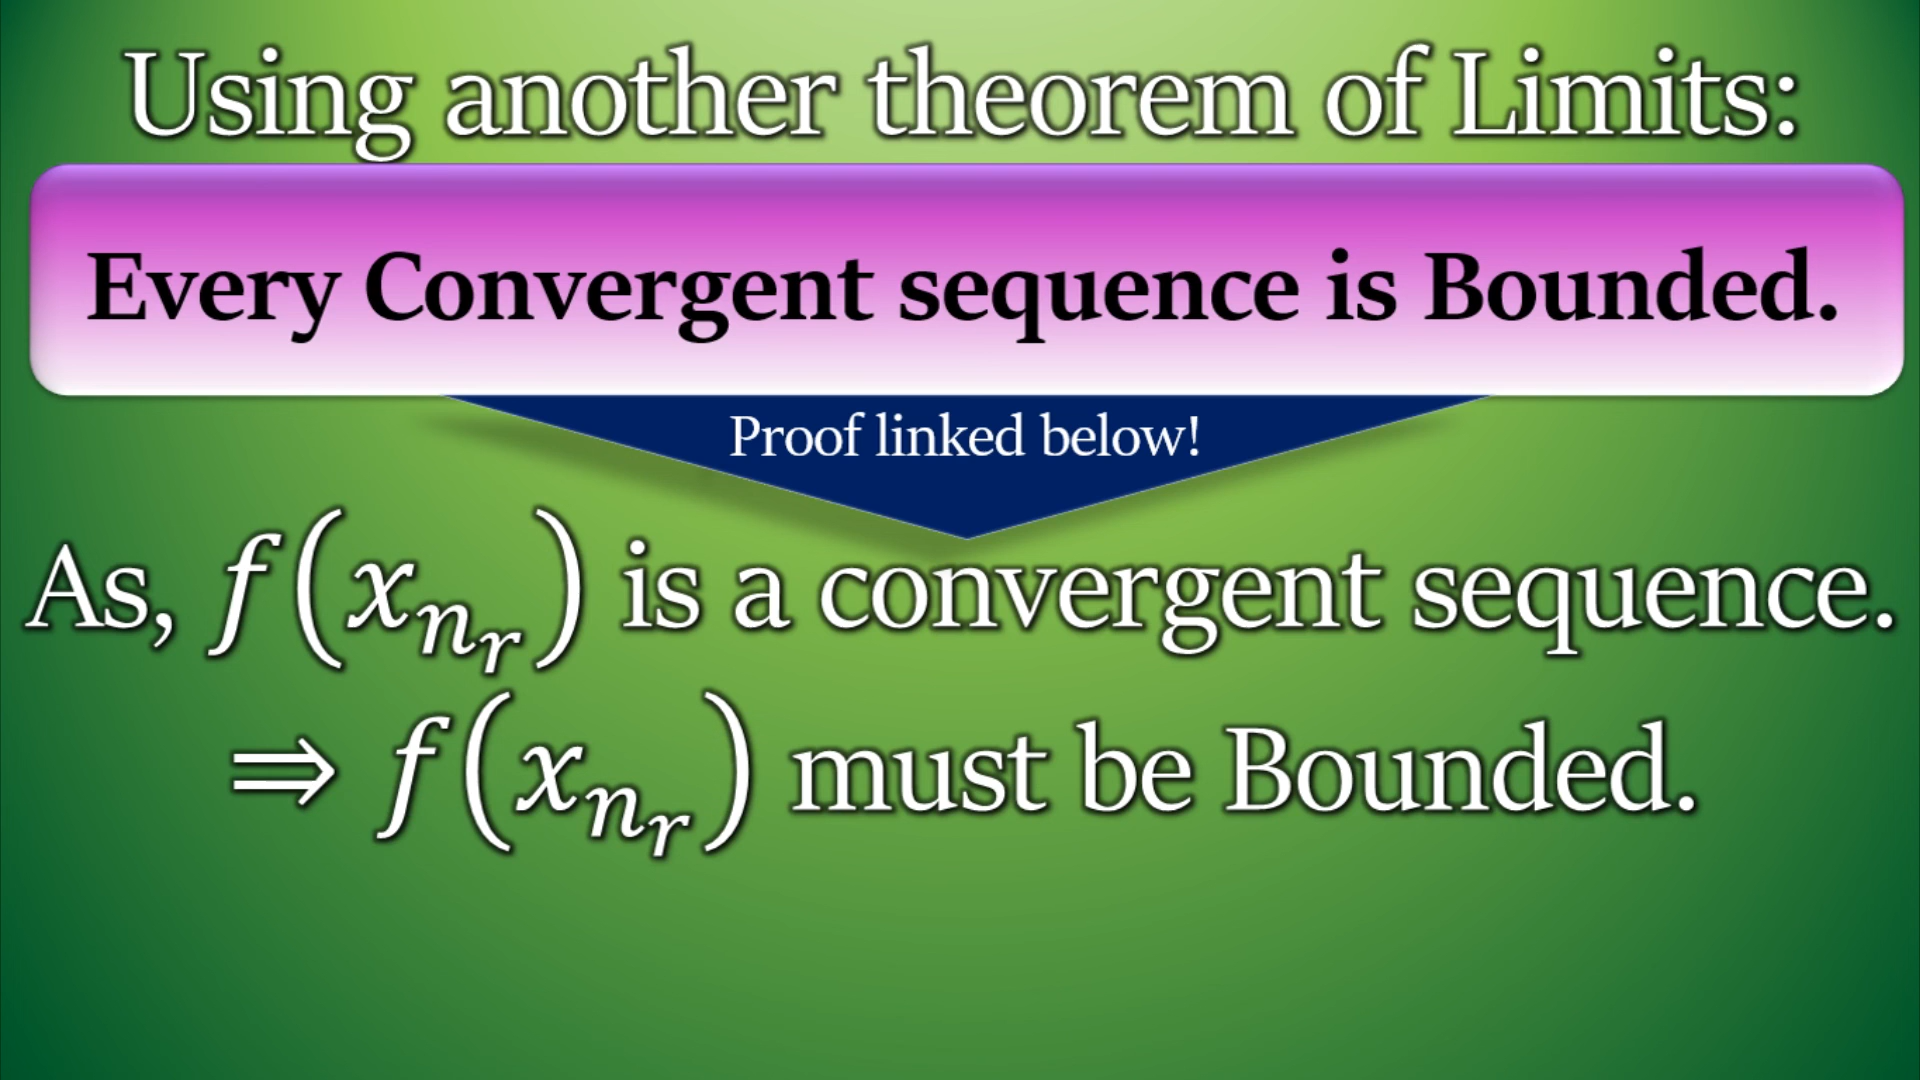 Using another theorem of Limits:
Every Convergent sequence is Bounded.
Proof linked below!
As, $f(x_{n_r})$ is a convergent sequence.
⇒ $f(x_{n_r})$ must be Bounded.